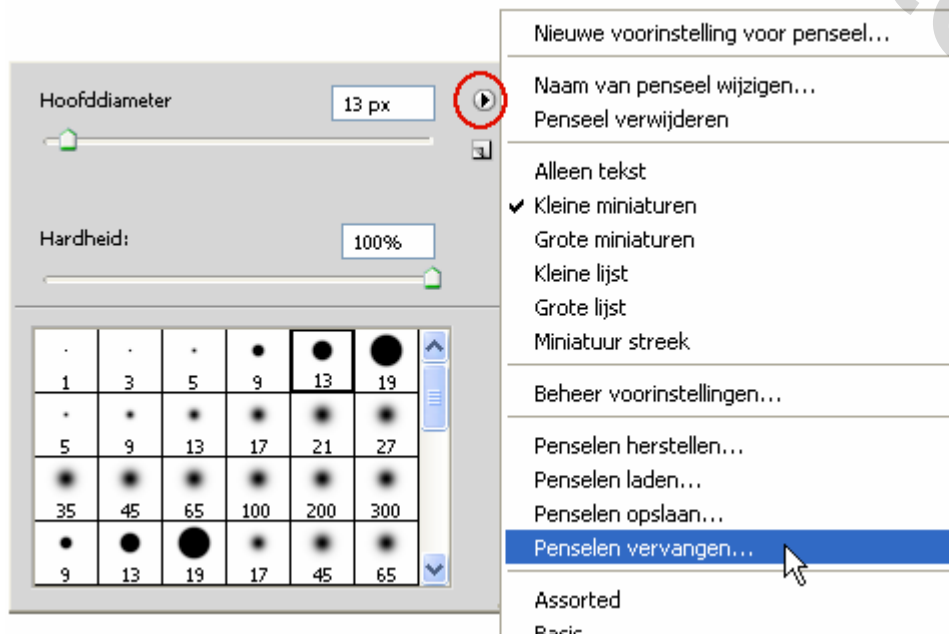 Hoofddiameter
13 px
Hardheid:
100%
1 3 5 9 13 19
5 9 13 17 21 27
35 45 65 100 200 300
9 13 19 17 45 65
Nieuwe voorinstelling voor penseel...
Naam van penseel wijzigen...
Penseel verwijderen
Alleen tekst
Kleine miniaturen
Grote miniaturen
Kleine lijst
Grote lijst
Miniatuur streek
Beheer voorinstellingen...
Penselen herstellen...
Penselen laden...
Penselen opslaan...
Penselen vervangen...
Assorted